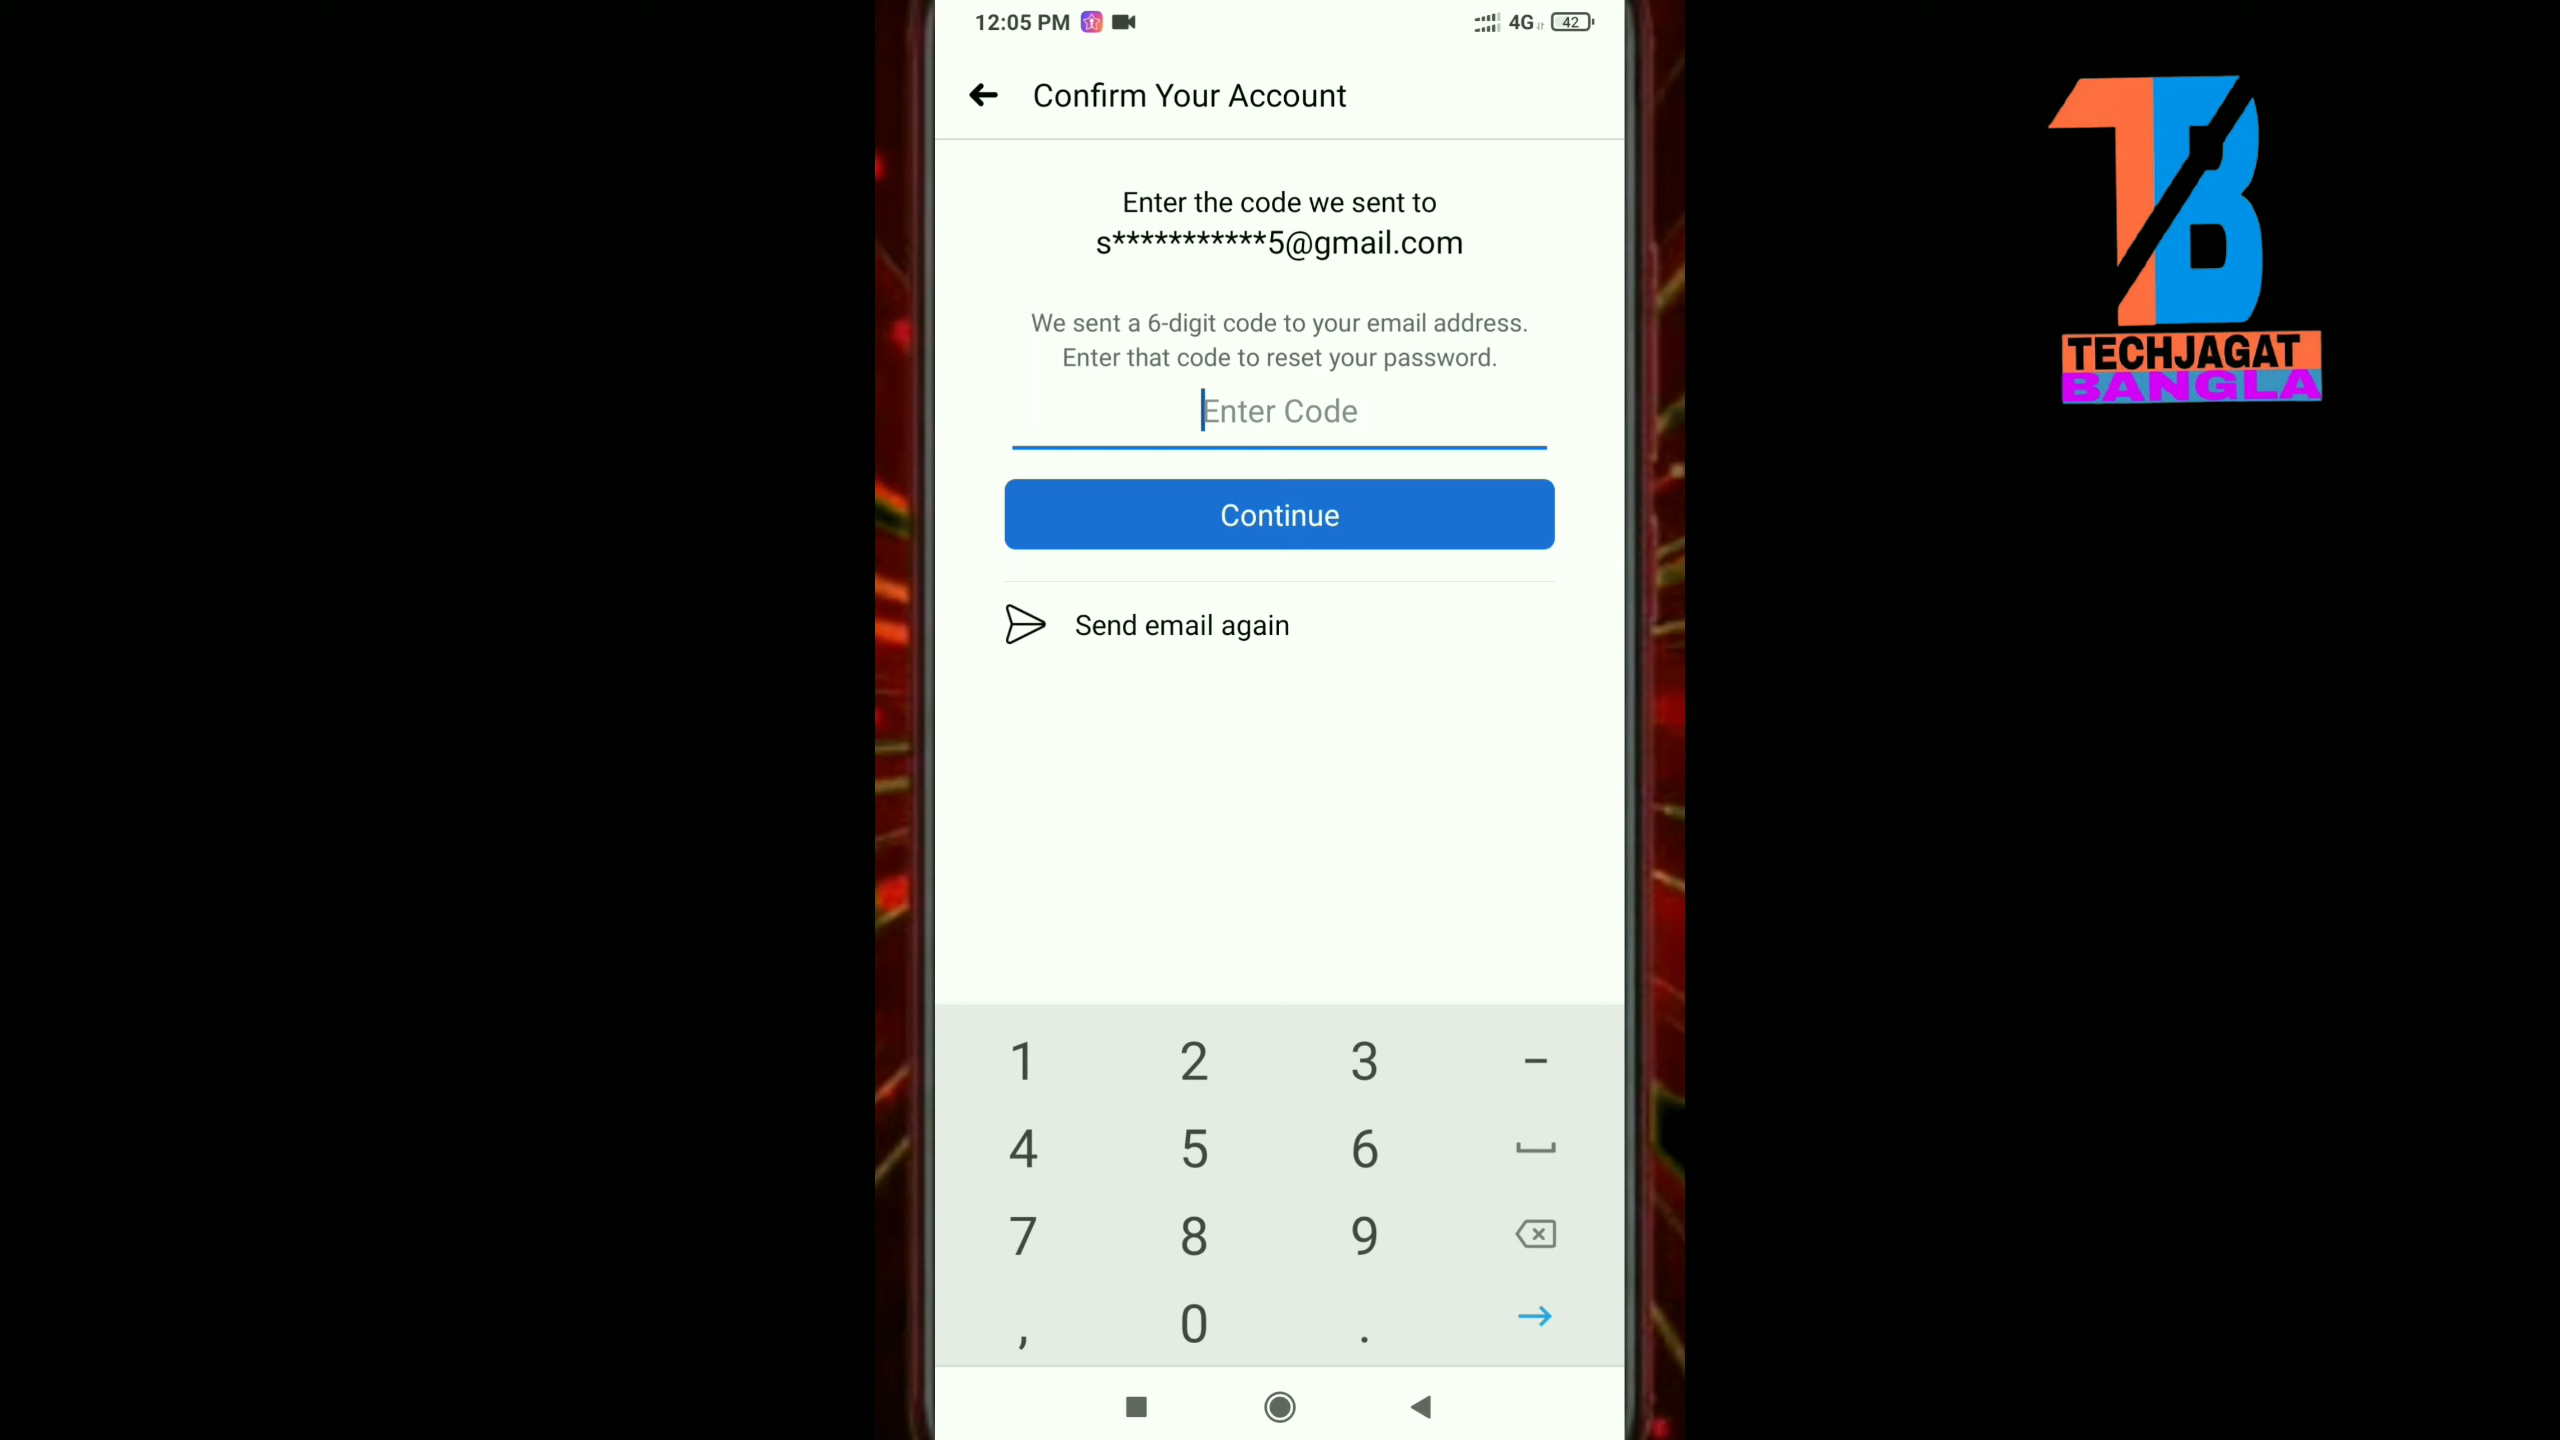 12:05 PM
4G
42
Confirm Your Account
Enter the code we sent to
s***********5@gmail.com
We sent a 6-digit code to your email address.
Enter that code to reset your password.
Enter Code
Continue
Send email again
1 2 3 -
4 5 6
7 8 9
, 0 .
TB
TECHJAGAT
BANGLA